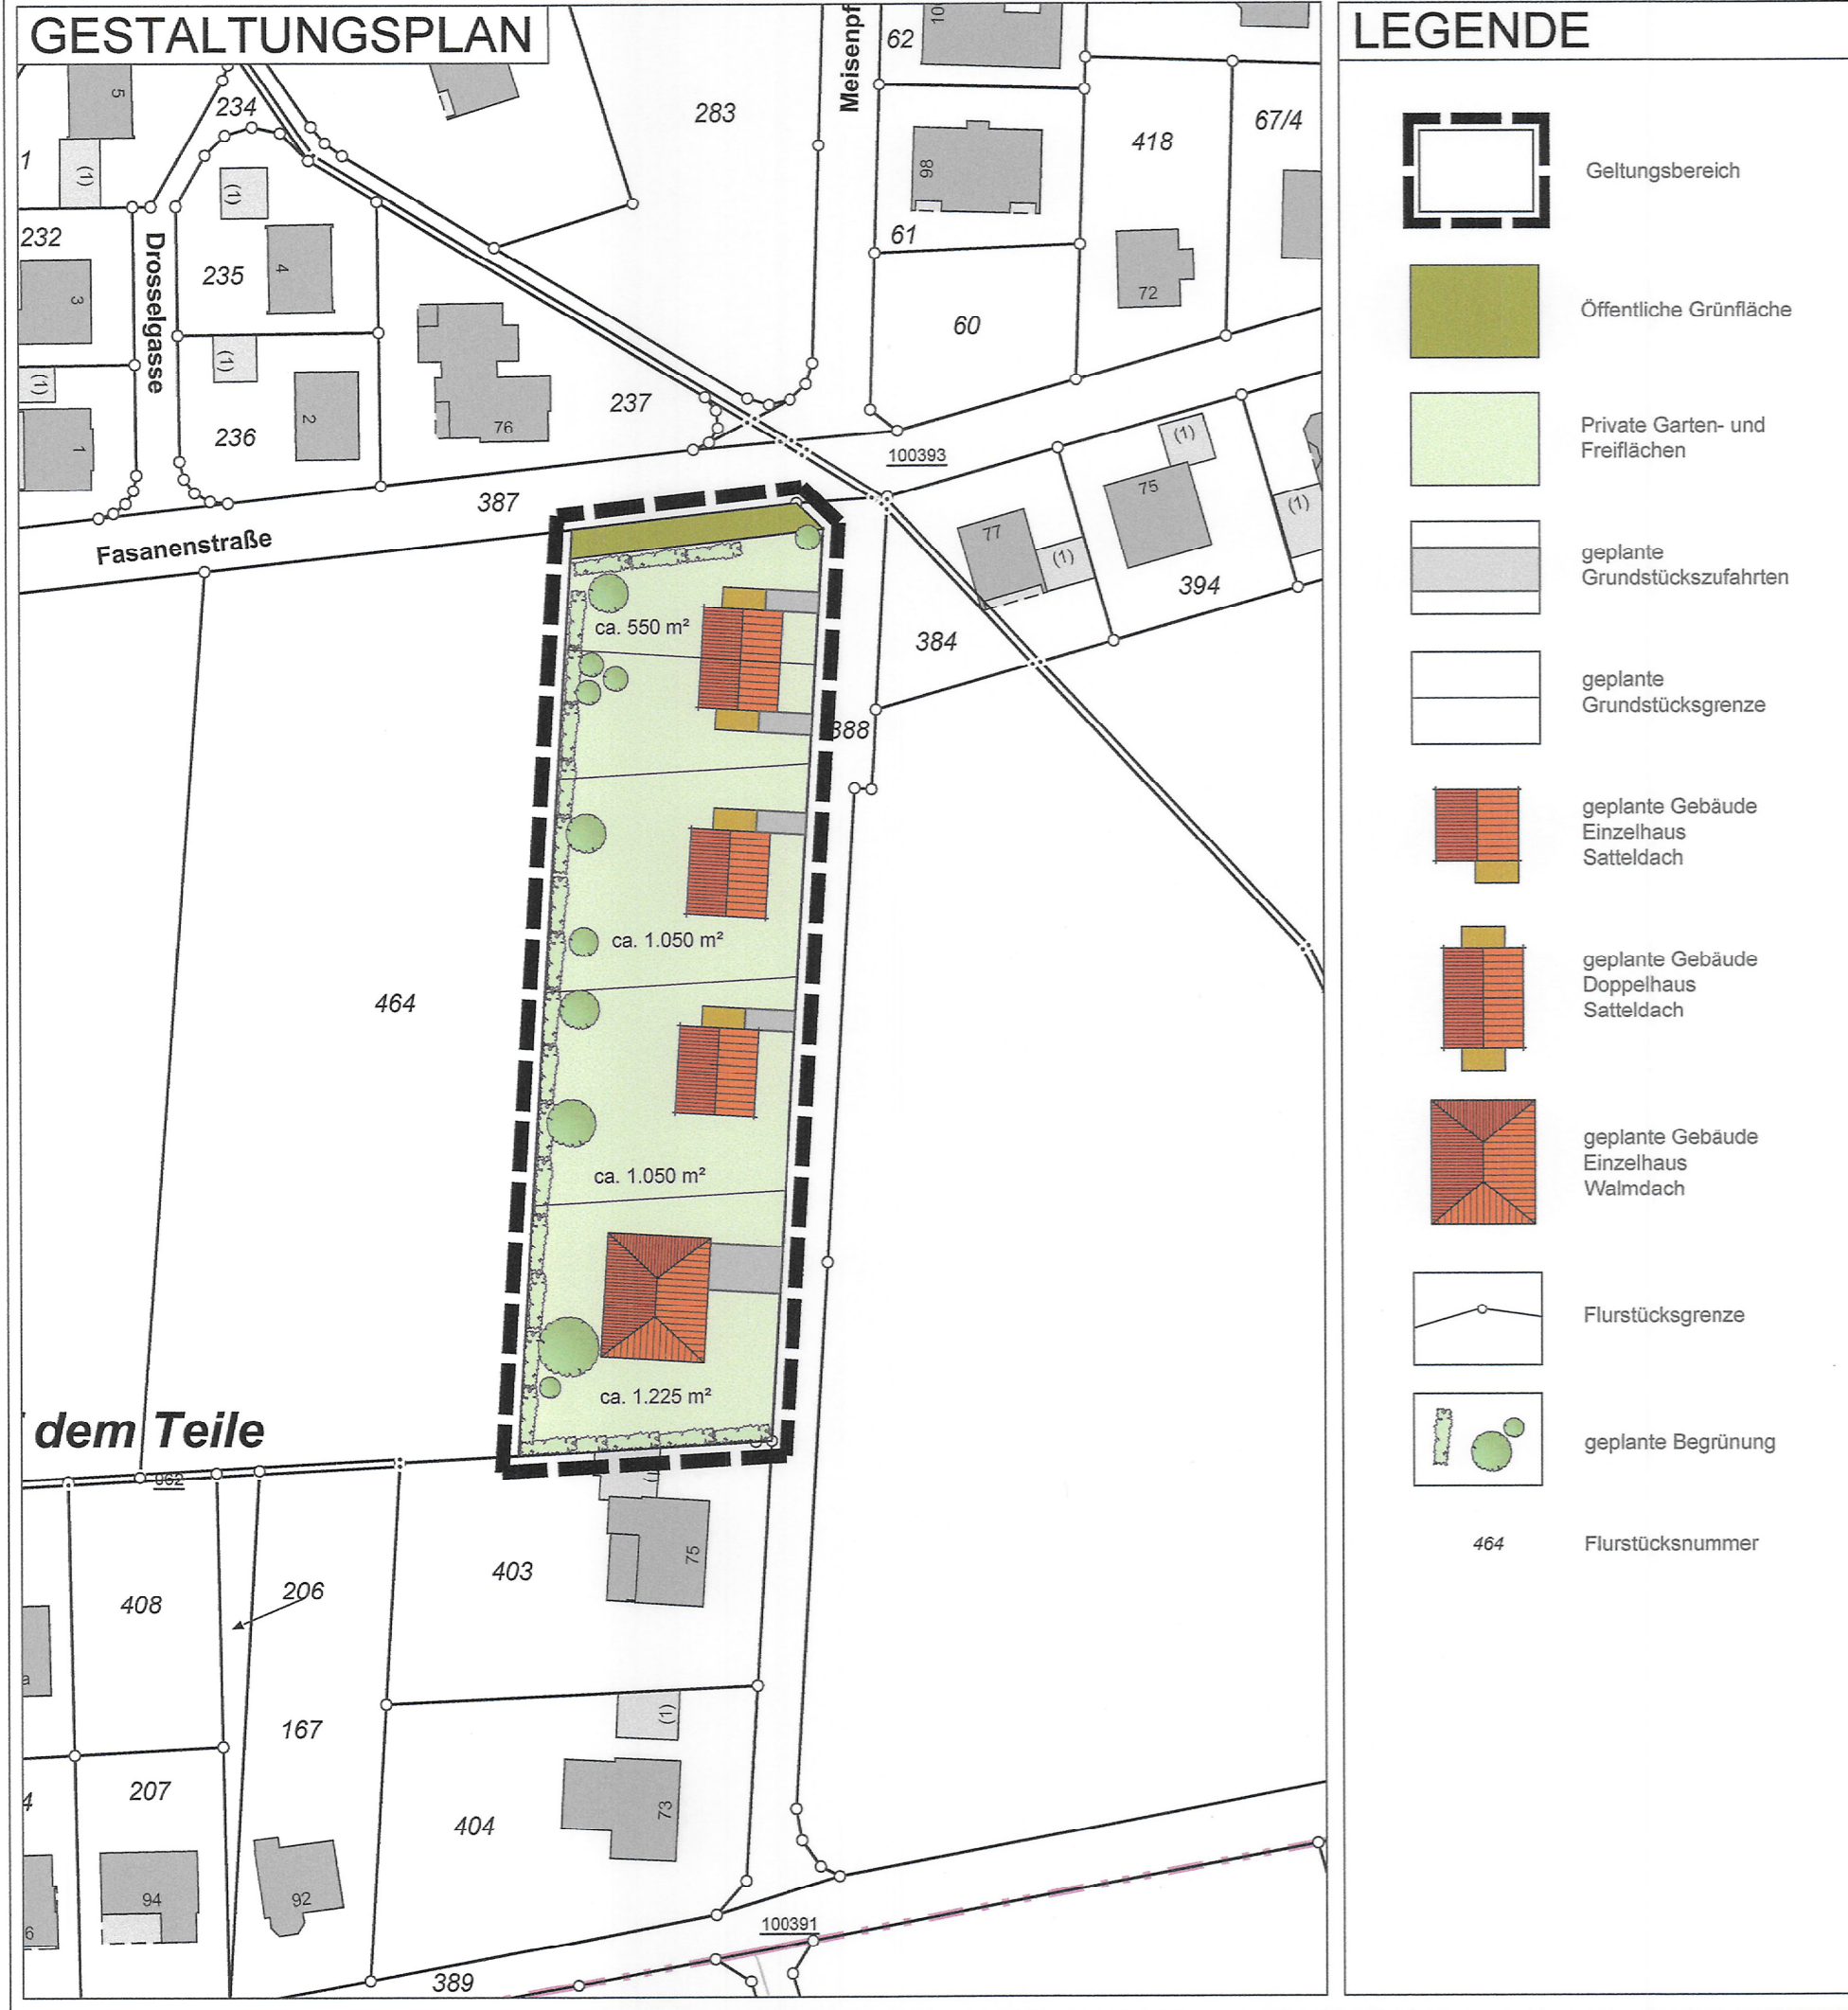 GESTALTUNGSPLAN
LEGENDE
Meisenpf
10
62
283
5
234
1
(1)
(1)
98
418
67/4
232
Drosselgasse
61
235
4
3
72
60
(1)
(1)
237
236
2
76
1
100393
(1)
75
387
(1)
Fasanenstraße
77
(1)
394
ca. 550 m²
384
388
ca. 1.050 m²
464
ca. 1.050 m²
ca. 1.225 m²
dem Teile
062
75
403
206
408
a
(1)
167
207
4
73
404
94
92
6
100391
389
Geltungsbereich
Öffentliche Grünfläche
Private Garten- und
Freiflächen
geplante
Grundstückszufahrten
geplante
Grundstücksgrenze
geplante Gebäude
Einzelhaus
Satteldach
geplante Gebäude
Doppelhaus
Satteldach
geplante Gebäude
Einzelhaus
Walmdach
Flurstücksgrenze
geplante Begrünung
464
Flurstücksnummer